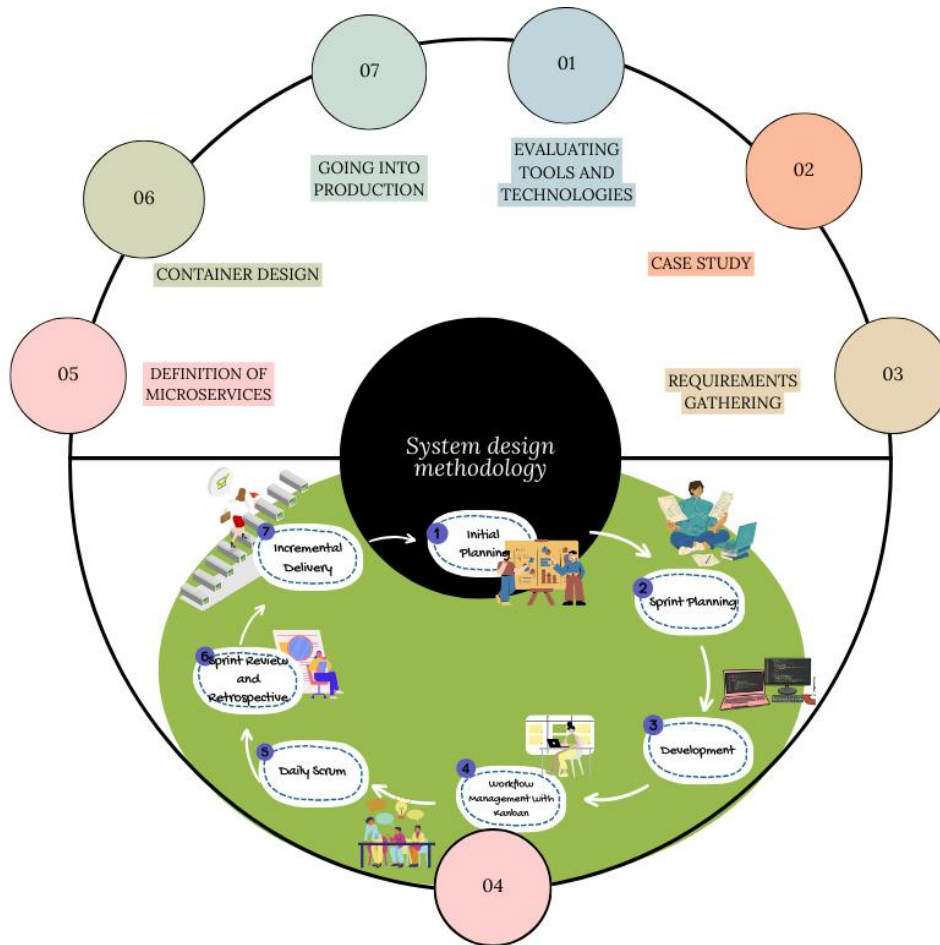 07
01
GOING INTO
PRODUCTION
EVALUATING
TOOLS AND
TECHNOLOGIES
06
02
CONTAINER DESIGN
CASE STUDY
05
DEFINITION OF
MICROSERVICES
REQUIREMENTS
GATHERING
03
System design
methodology
1
Initial
Planning
2
Sprint Planning
3
Development
4
Workflow
Management with
Kanban
5
Daily Scrum
6
Sprint Review
and
Retrospective
7
Incremental
Delivery
04